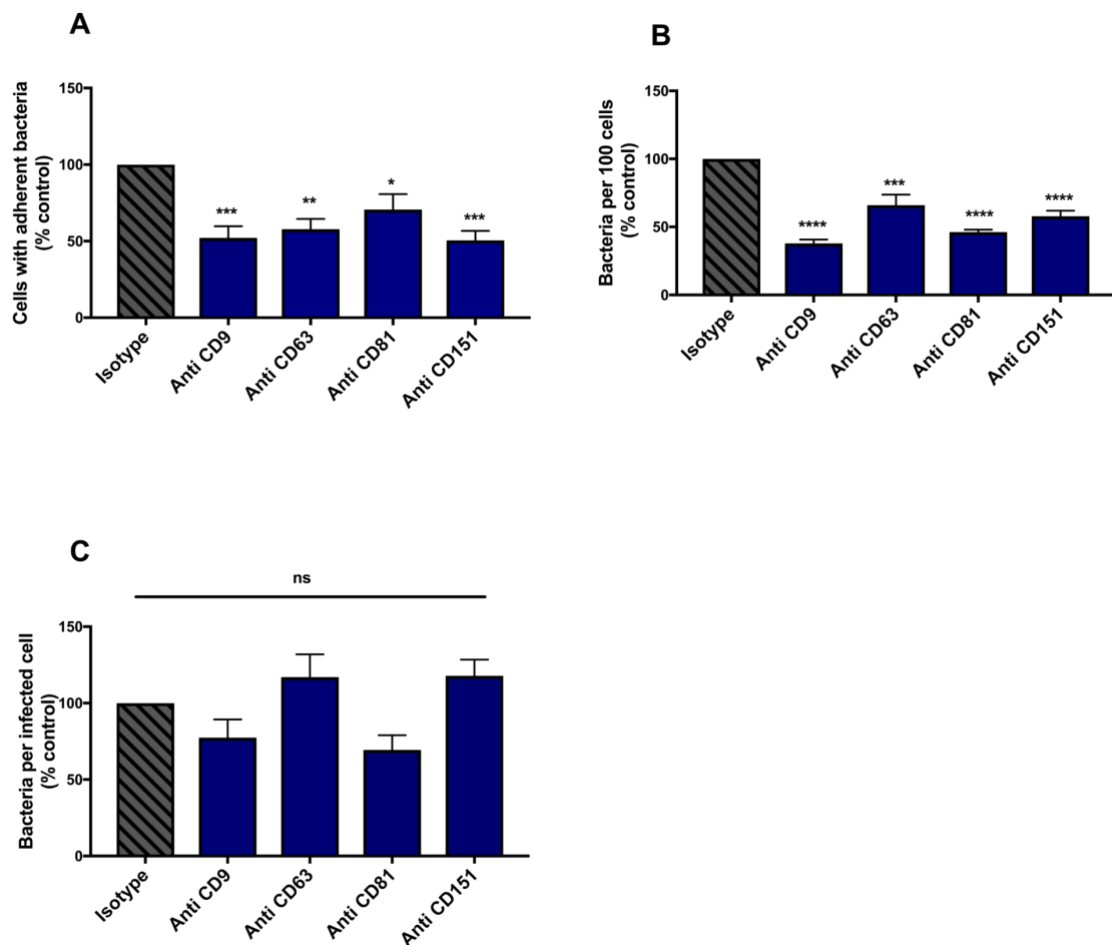 A
Cells with adherent bacteria
(% control)
150
100
50
0
***
**
*
***
Isotype
Anti CD9
Anti CD63
Anti CD81
Anti CD151
B
Bacteria per 100 cells
(% control)
150
100
50
0
****
***
****
****
Isotype
Anti CD9
Anti CD63
Anti CD81
Anti CD151
C
ns
Bacteria per infected cell
(% control)
150
100
50
0
Isotype
Anti CD9
Anti CD63
Anti CD81
Anti CD151